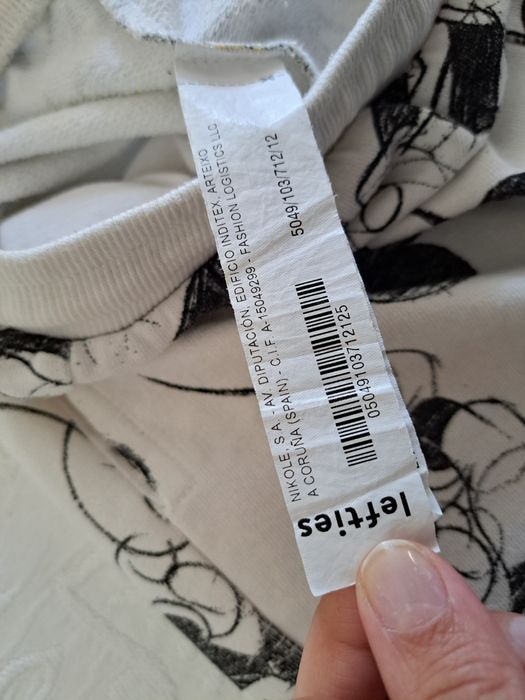 NIKOLE, S.A. - AV. DIPUTACIÓN, EDIFICIO INDITEX, ARTEIXO
A CORUÑA (SPAIN) - C.I.F. A-15049299 - FASHION LOGISTICS LLC
5049/103/712/12
05049103712125
lefties